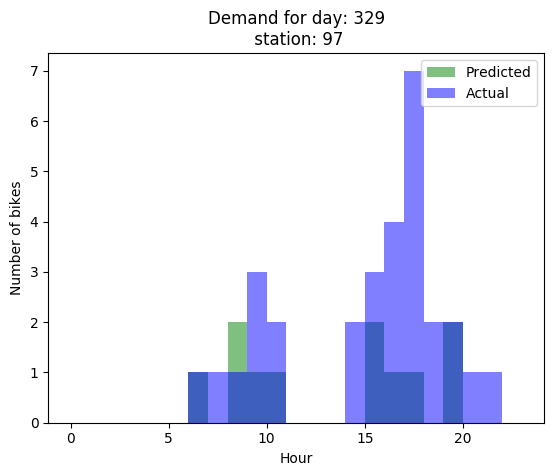 Demand for day: 329
station: 97
Predicted
Actual
7
6
5
4
3
2
1
0
Number of bikes
0 5 10 15 20
Hour